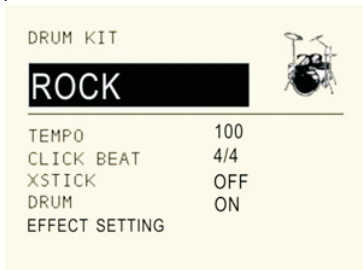 DRUM KIT
ROCK
TEMPO 100
CLICK BEAT 4/4
XSTICK OFF
DRUM ON
EFFECT SETTING